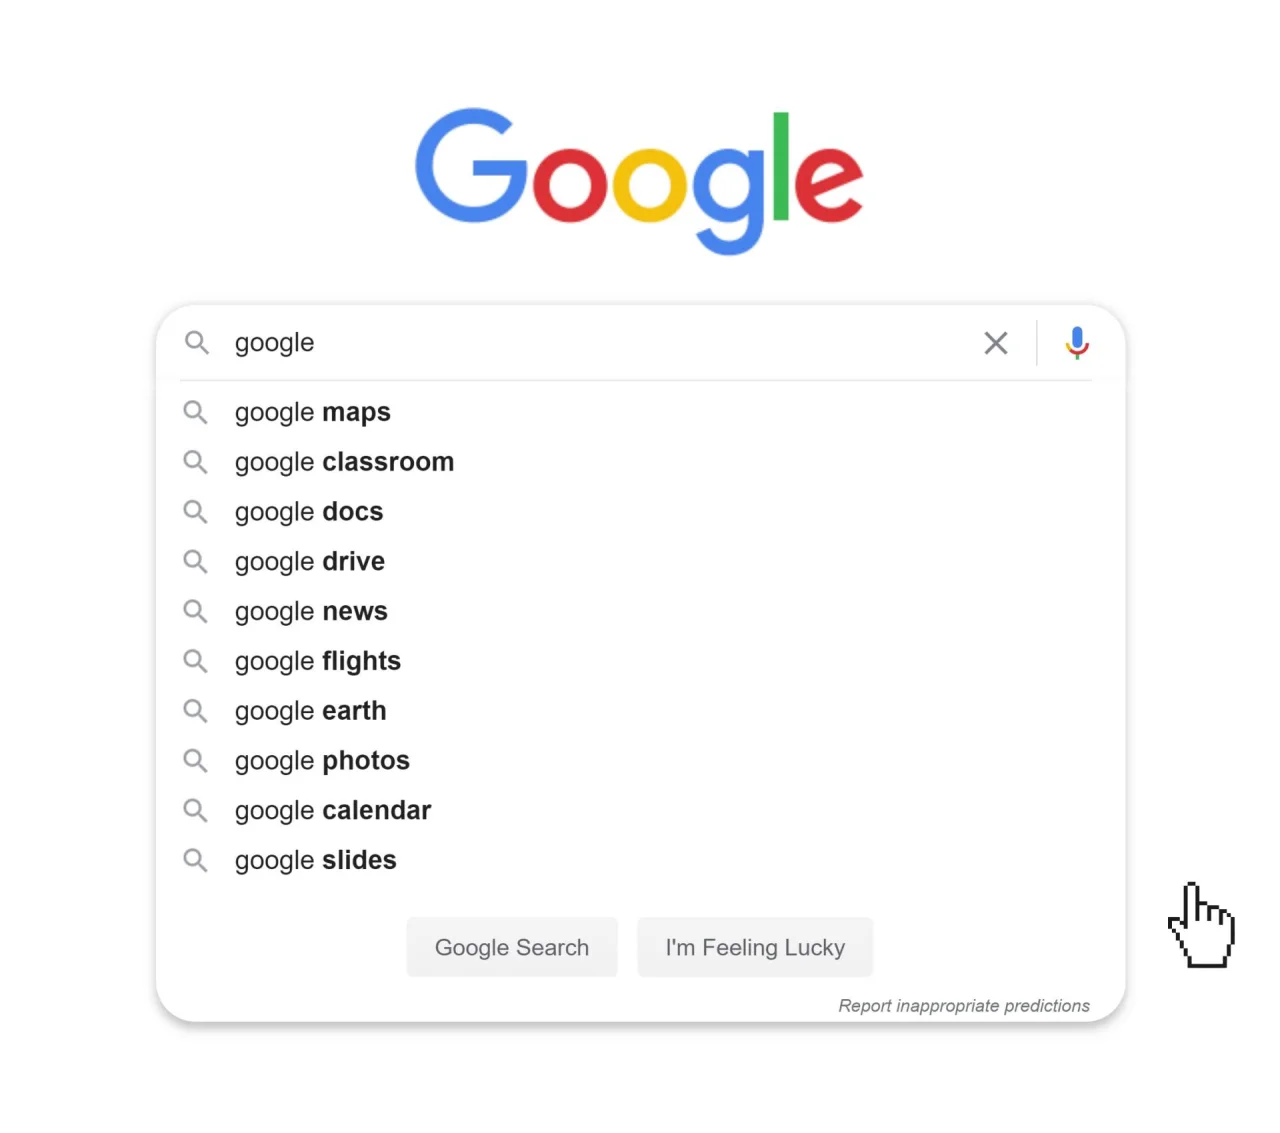 Google
google
google maps
google classroom
google docs
google drive
google news
google flights
google earth
google photos
google calendar
google slides
Google Search
I'm Feeling Lucky
Report inappropriate predictions